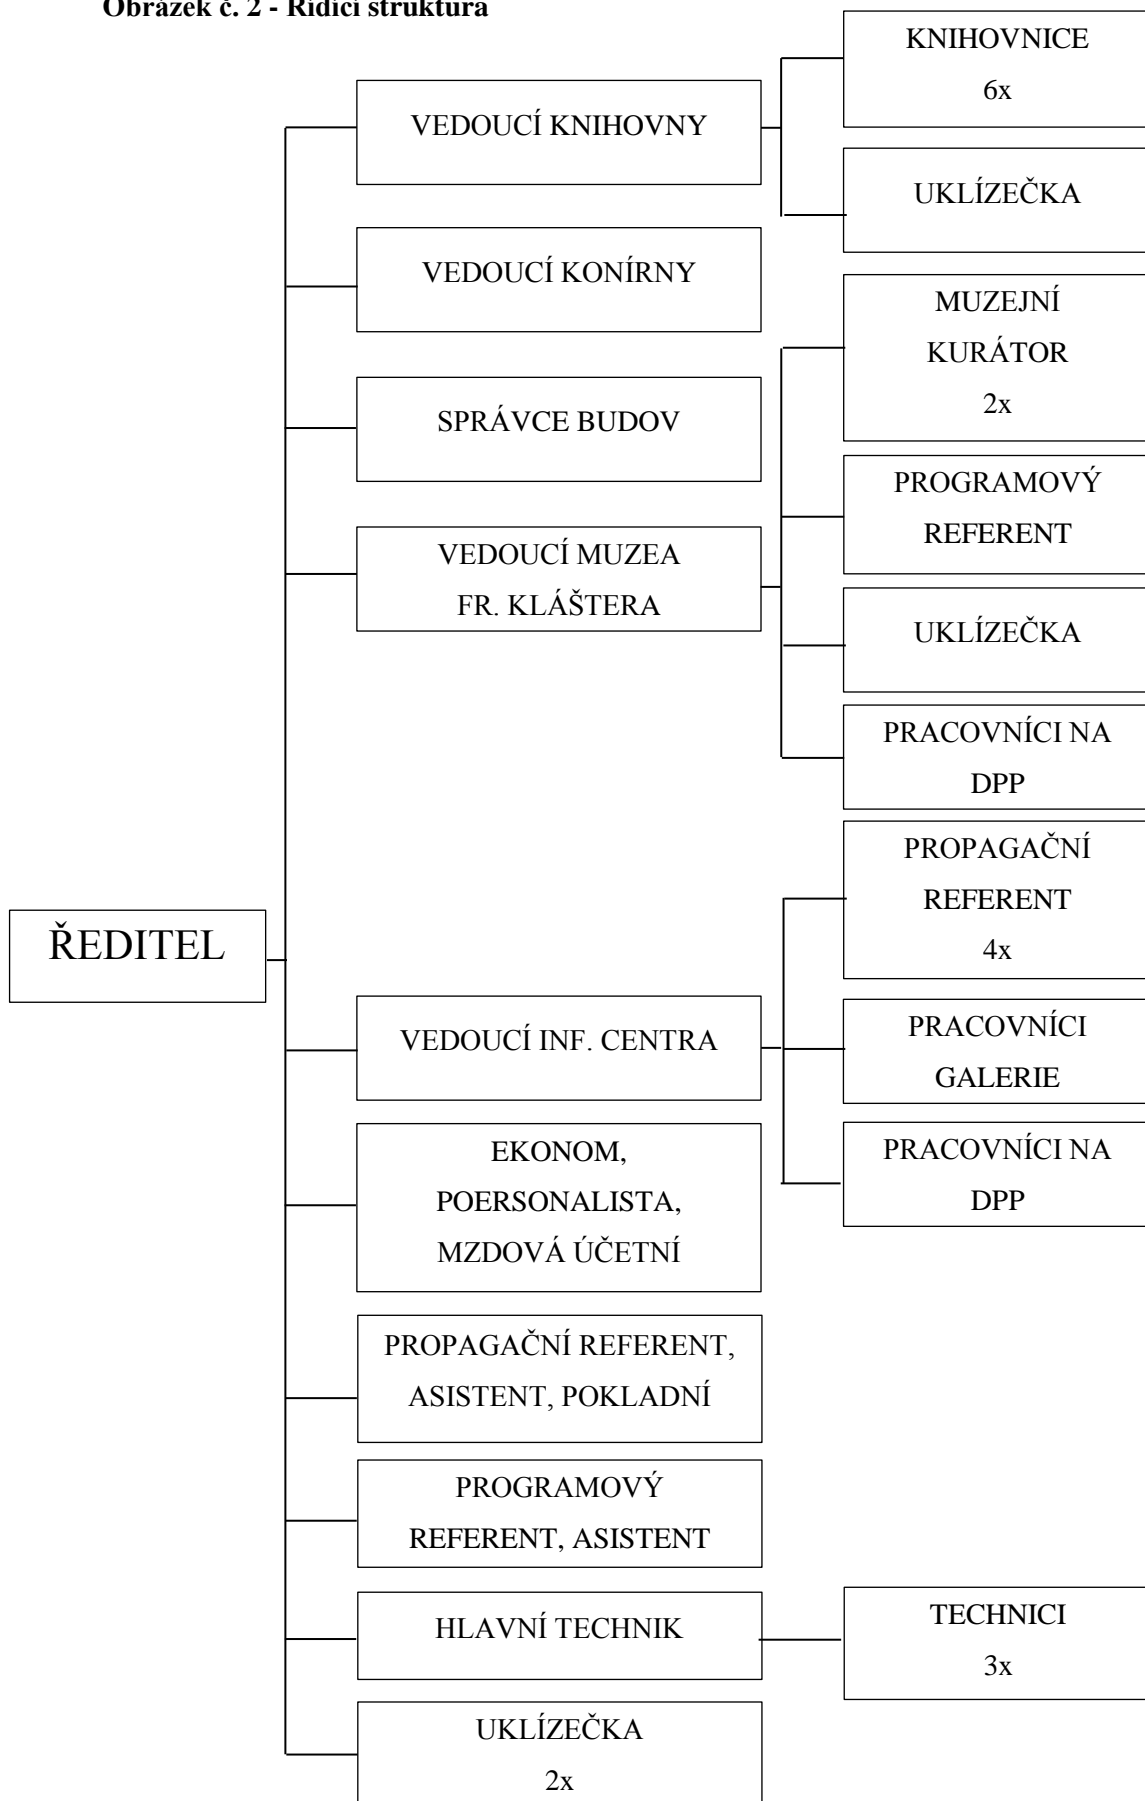 Obrázek č. 2 - Řídící struktura
KNIHOVNICE
6x
VEDOUCÍ KNIHOVNY
UKLÍZEČKA
VEDOUCÍ KONÍRNY
MUZEJNÍ
KURÁTOR
2x
SPRÁVCE BUDOV
PROGRAMOVÝ
REFERENT
VEDOUCÍ MUZEA
FR. KLÁŠTERA
UKLÍZEČKA
PRACOVNÍCI NA
DPP
PROPAGAČNÍ
REFERENT
4x
ŘEDITEL
VEDOUCÍ INF. CENTRA
PRACOVNÍCI
GALERIE
PRACOVNÍCI NA
DPP
EKONOM,
POERSONALISTA,
MZDOVÁ ÚČETNÍ
PROPAGAČNÍ REFERENT,
ASISTENT, POKLADNÍ
PROGRAMOVÝ
REFERENT, ASISTENT
HLAVNÍ TECHNIK
TECHNICI
3x
UKLÍZEČKA
2x